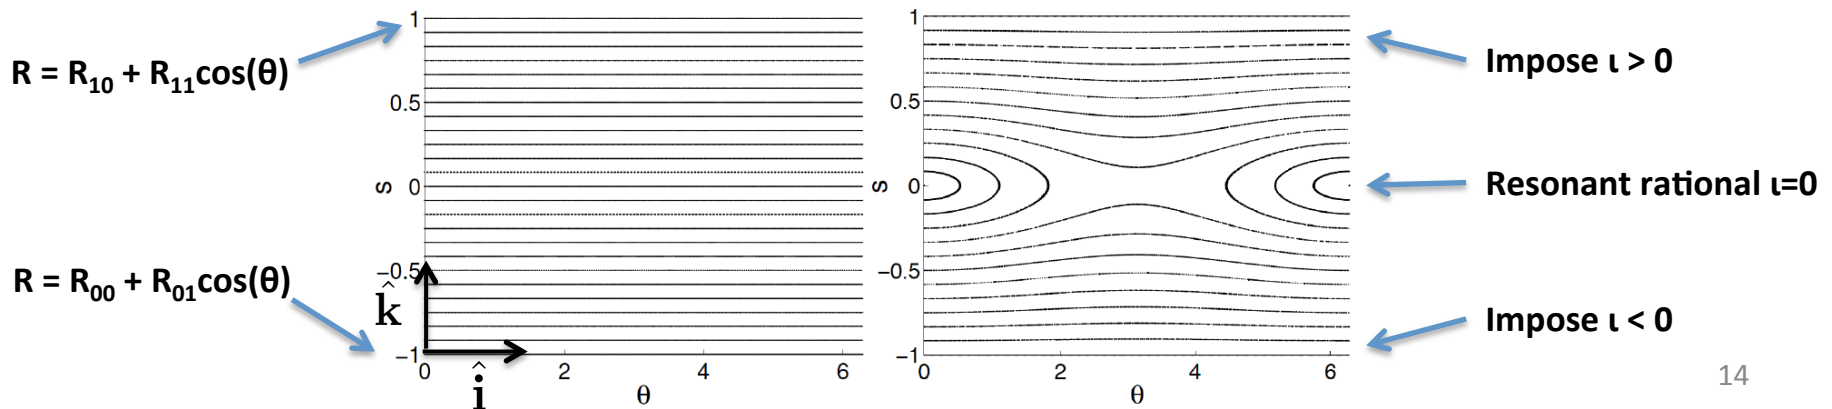 R = R₁₀ + R₁₁cos(θ)
R = R₀₀ + R₀₁cos(θ)
1
0.5
s 0
−0.5
−1
0 2 4 6
θ
k̂
î
1
0.5
s 0
−0.5
−1
0 2 4 6
θ
Impose ι > 0
Resonant rational ι=0
Impose ι < 0
14